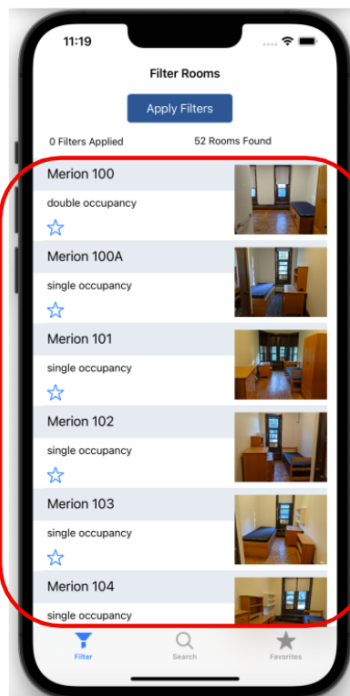 11:19
Filter Rooms
Apply Filters
0 Filters Applied 52 Rooms Found
Merion 100
double occupancy
Merion 100A
single occupancy
Merion 101
single occupancy
Merion 102
single occupancy
Merion 103
single occupancy
Merion 104
single occupancy
Filter Search Favorites